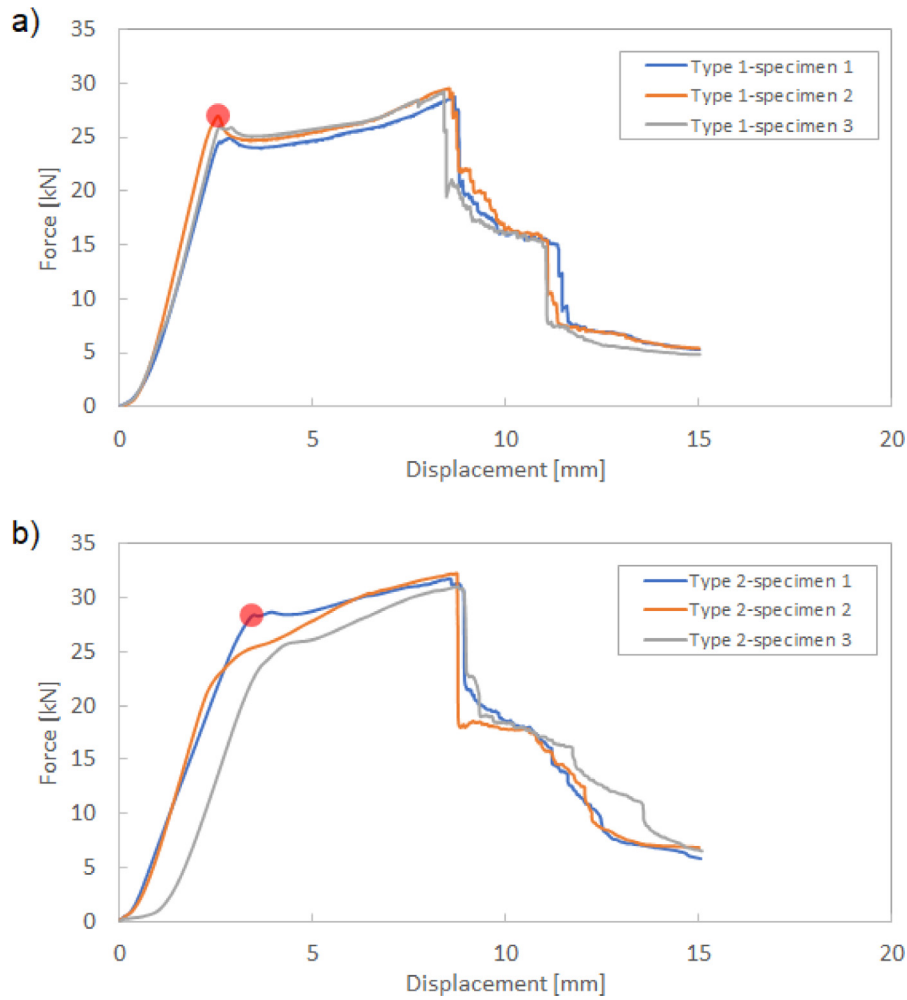 a)
35
30
25
20
15
10
5
0
Force [kN]
Type 1-specimen 1
Type 1-specimen 2
Type 1-specimen 3
0 5 10 15 20
Displacement [mm]
b)
35
30
25
20
15
10
5
0
Force [kN]
Type 2-specimen 1
Type 2-specimen 2
Type 2-specimen 3
0 5 10 15 20
Displacement [mm]